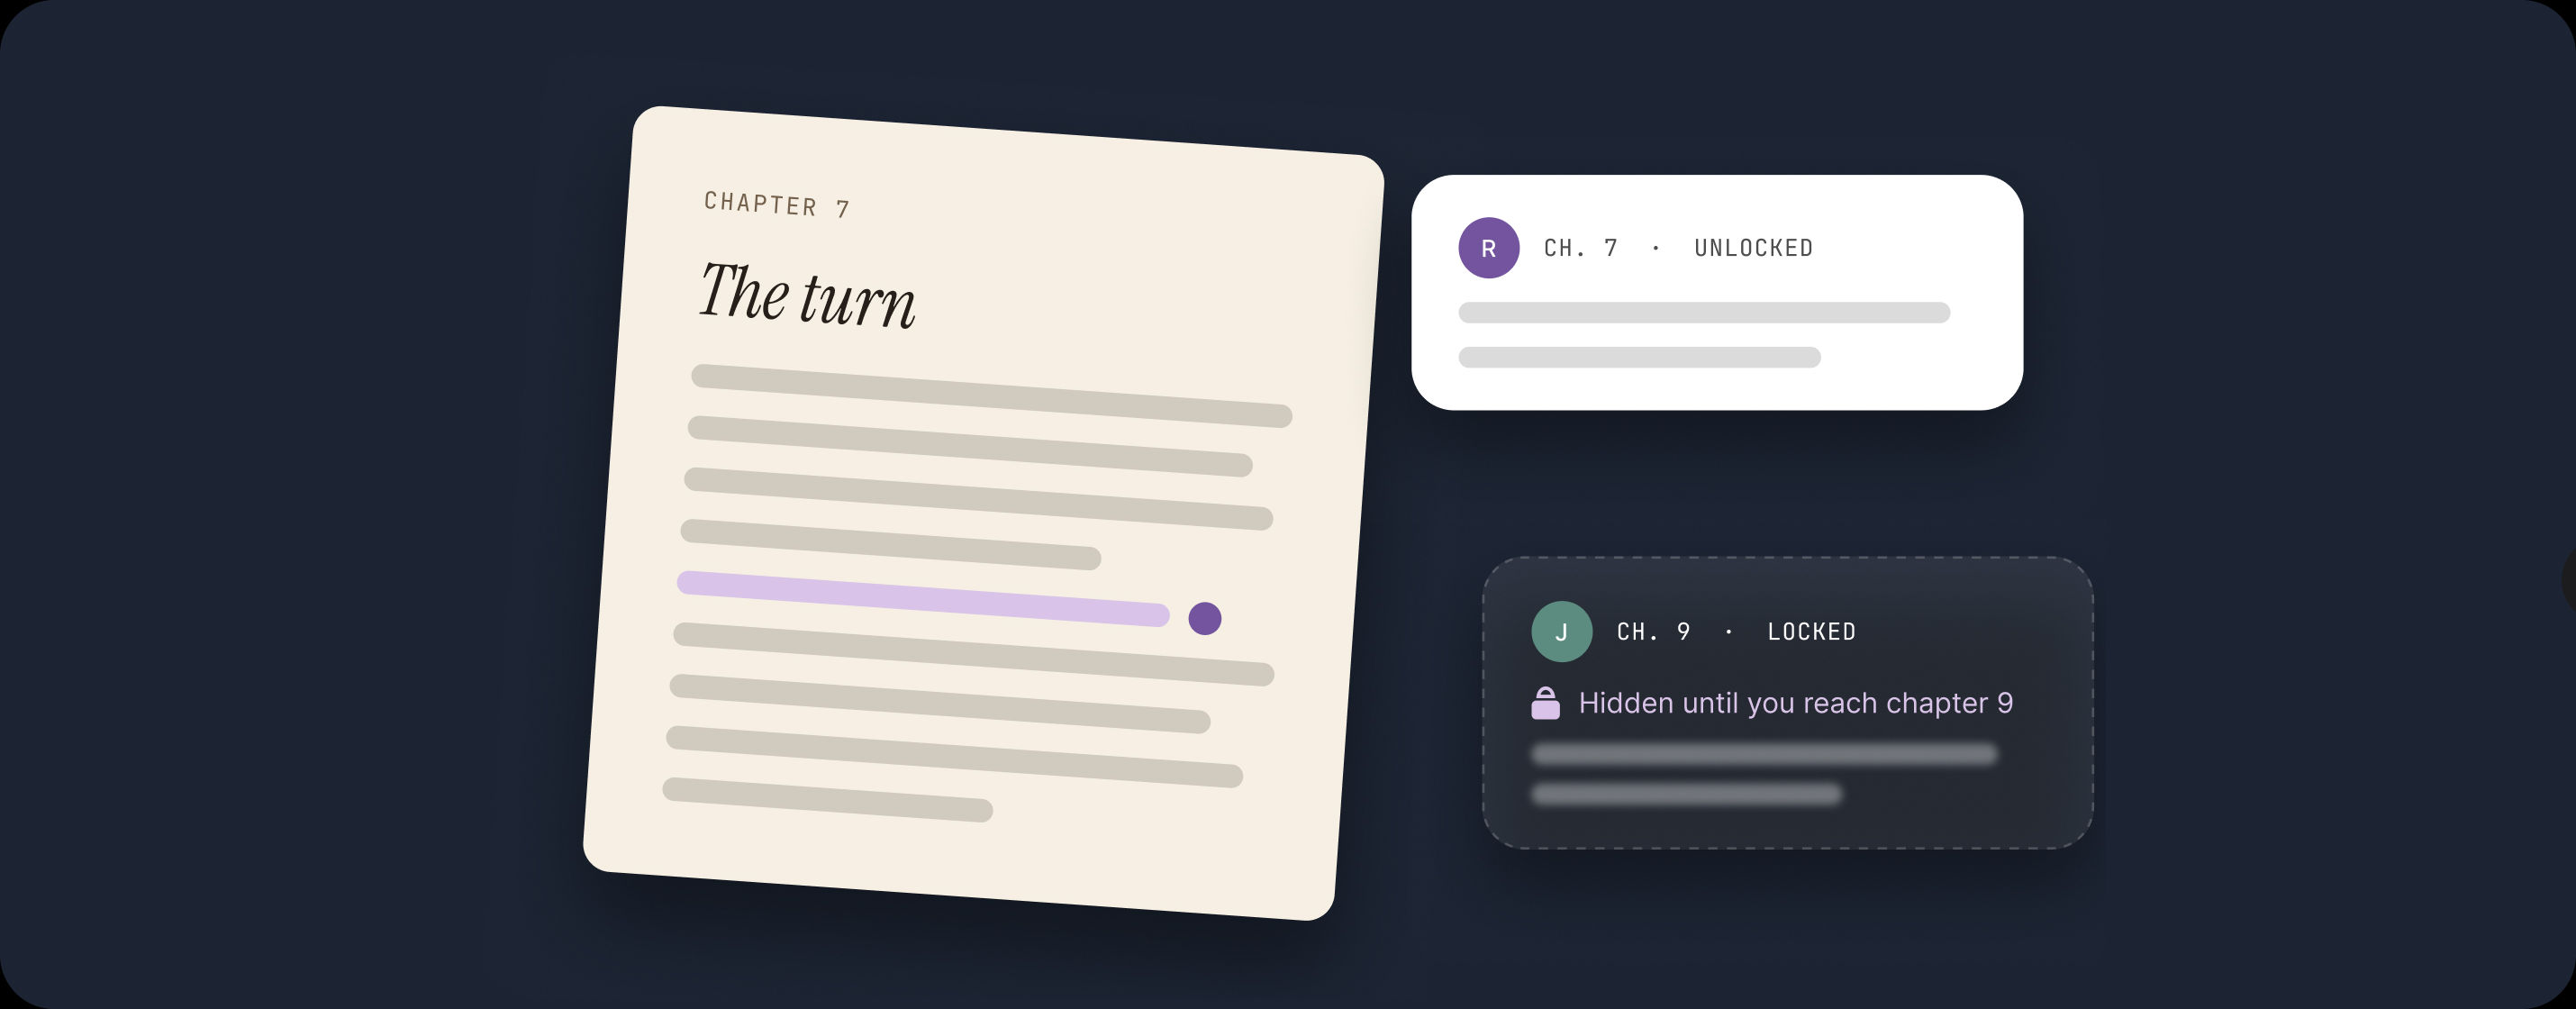 CHAPTER 7
The turn
R CH. 7 · UNLOCKED
J CH. 9 · LOCKED
Hidden until you reach chapter 9